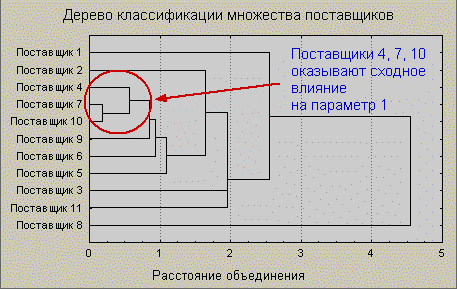 Дерево классификации множества поставщиков
Поставщик 1
Поставщик 2
Поставщик 4
Поставщик 7
Поставщик 10
Поставщик 9
Поставщик 6
Поставщик 5
Поставщик 3
Поставщик 11
Поставщик 8
Поставщики 4, 7, 10
оказывают сходное
влияние
на параметр 1
0 1 2 3 4 5
Расстояние объединения